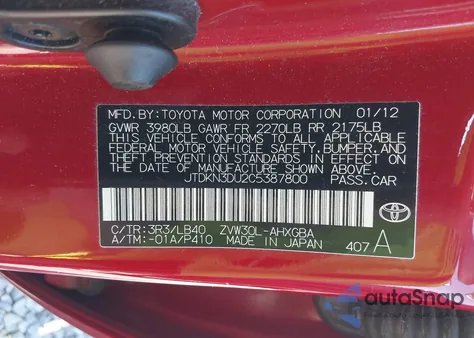 MFD. BY: TOYOTA MOTOR CORPORATION 01/12
GVWR 3980LB GAWR FR 2270LB RR 2175LB
THIS VEHICLE CONFORMS TO ALL APPLICABLE
FEDERAL MOTOR VEHICLE SAFETY, BUMPER, AND
THEFT PREVENTION STANDARDS IN EFFECT ON
THE DATE OF MANUFACTURE SHOWN ABOVE.
JTDKN3DU2C5387800 PASS.CAR
C/TR: 3R3/LB40 ZVW30L-AHXGBA
A/TM: -01A/P410 MADE IN JAPAN 407 A
TOYOTA
autoSnap